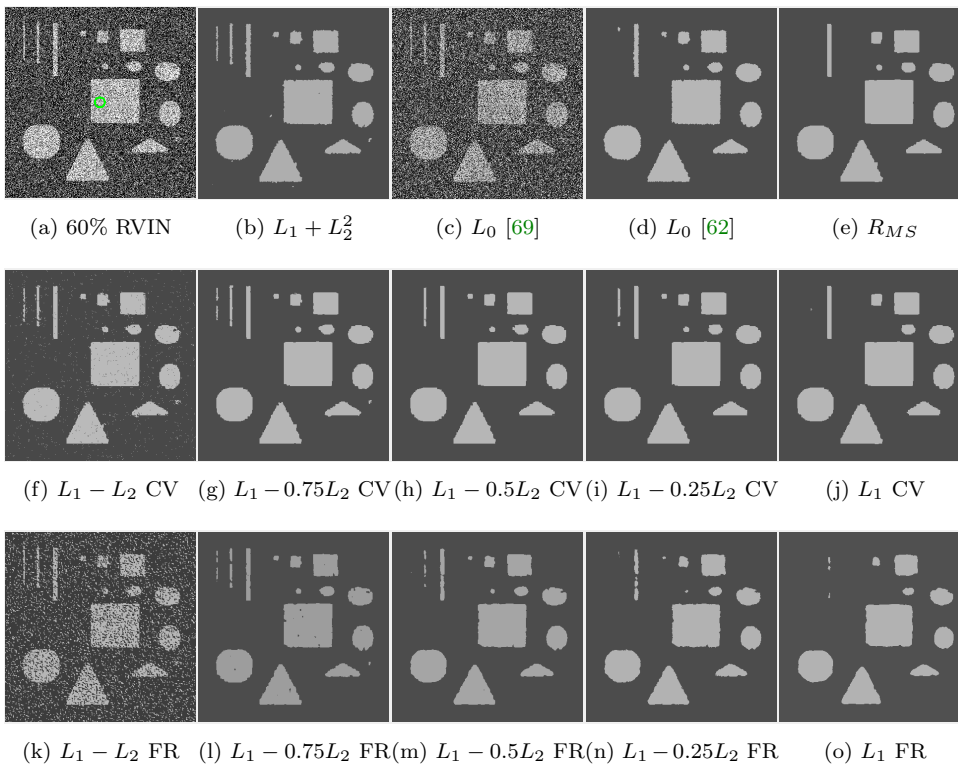 (a) 60% RVIN (b) L₁ + L₂² (c) L₀ [69] (d) L₀ [62] (e) R_MS
(f) L₁ − L₂ CV (g) L₁ − 0.75L₂ CV (h) L₁ − 0.5L₂ CV (i) L₁ − 0.25L₂ CV (j) L₁ CV
(k) L₁ − L₂ FR (l) L₁ − 0.75L₂ FR (m) L₁ − 0.5L₂ FR (n) L₁ − 0.25L₂ FR (o) L₁ FR